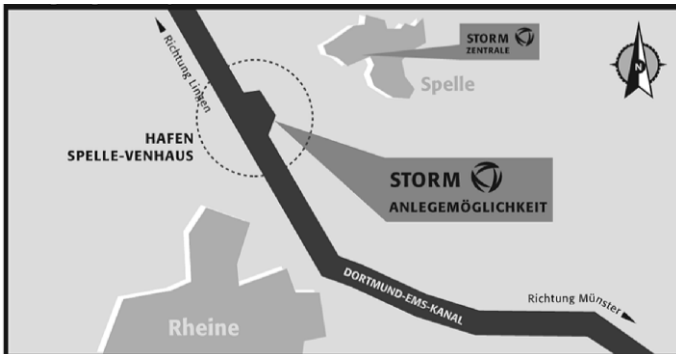 STORM
ZENTRALE
Spelle
N
Richtung Lingen
HAFEN
SPELLE-VENHAUS
STORM
ANLEGEMÖGLICHKEIT
DORTMUND-EMS-KANAL
Richtung Münster
Rheine